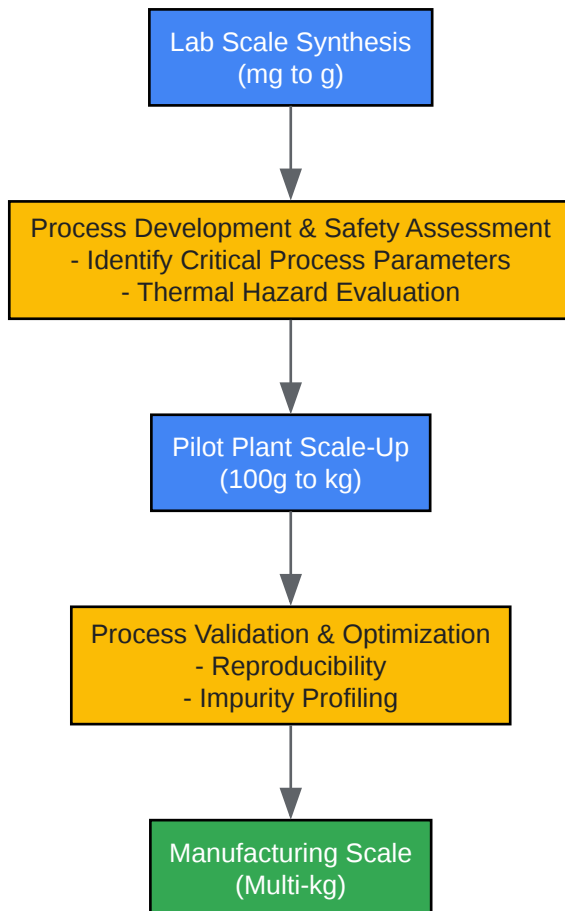 Lab Scale Synthesis
(mg to g)
Process Development & Safety Assessment
- Identify Critical Process Parameters
- Thermal Hazard Evaluation
Pilot Plant Scale-Up
(100g to kg)
Process Validation & Optimization
- Reproducibility
- Impurity Profiling
Manufacturing Scale
(Multi-kg)